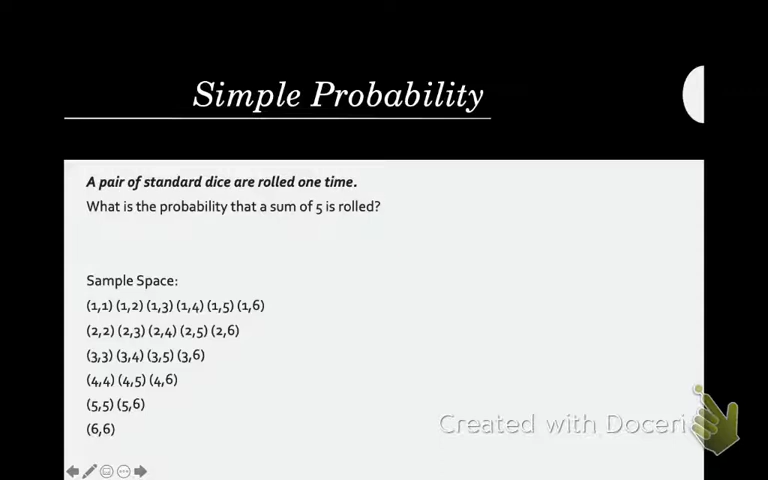 Simple Probability
A pair of standard dice are rolled one time.
What is the probability that a sum of 5 is rolled?
Sample Space:
(1,1) (1,2) (1,3) (1,4) (1,5) (1,6)
(2,2) (2,3) (2,4) (2,5) (2,6)
(3,3) (3,4) (3,5) (3,6)
(4,4) (4,5) (4,6)
(5,5) (5,6)
(6,6)
Created with Doceri